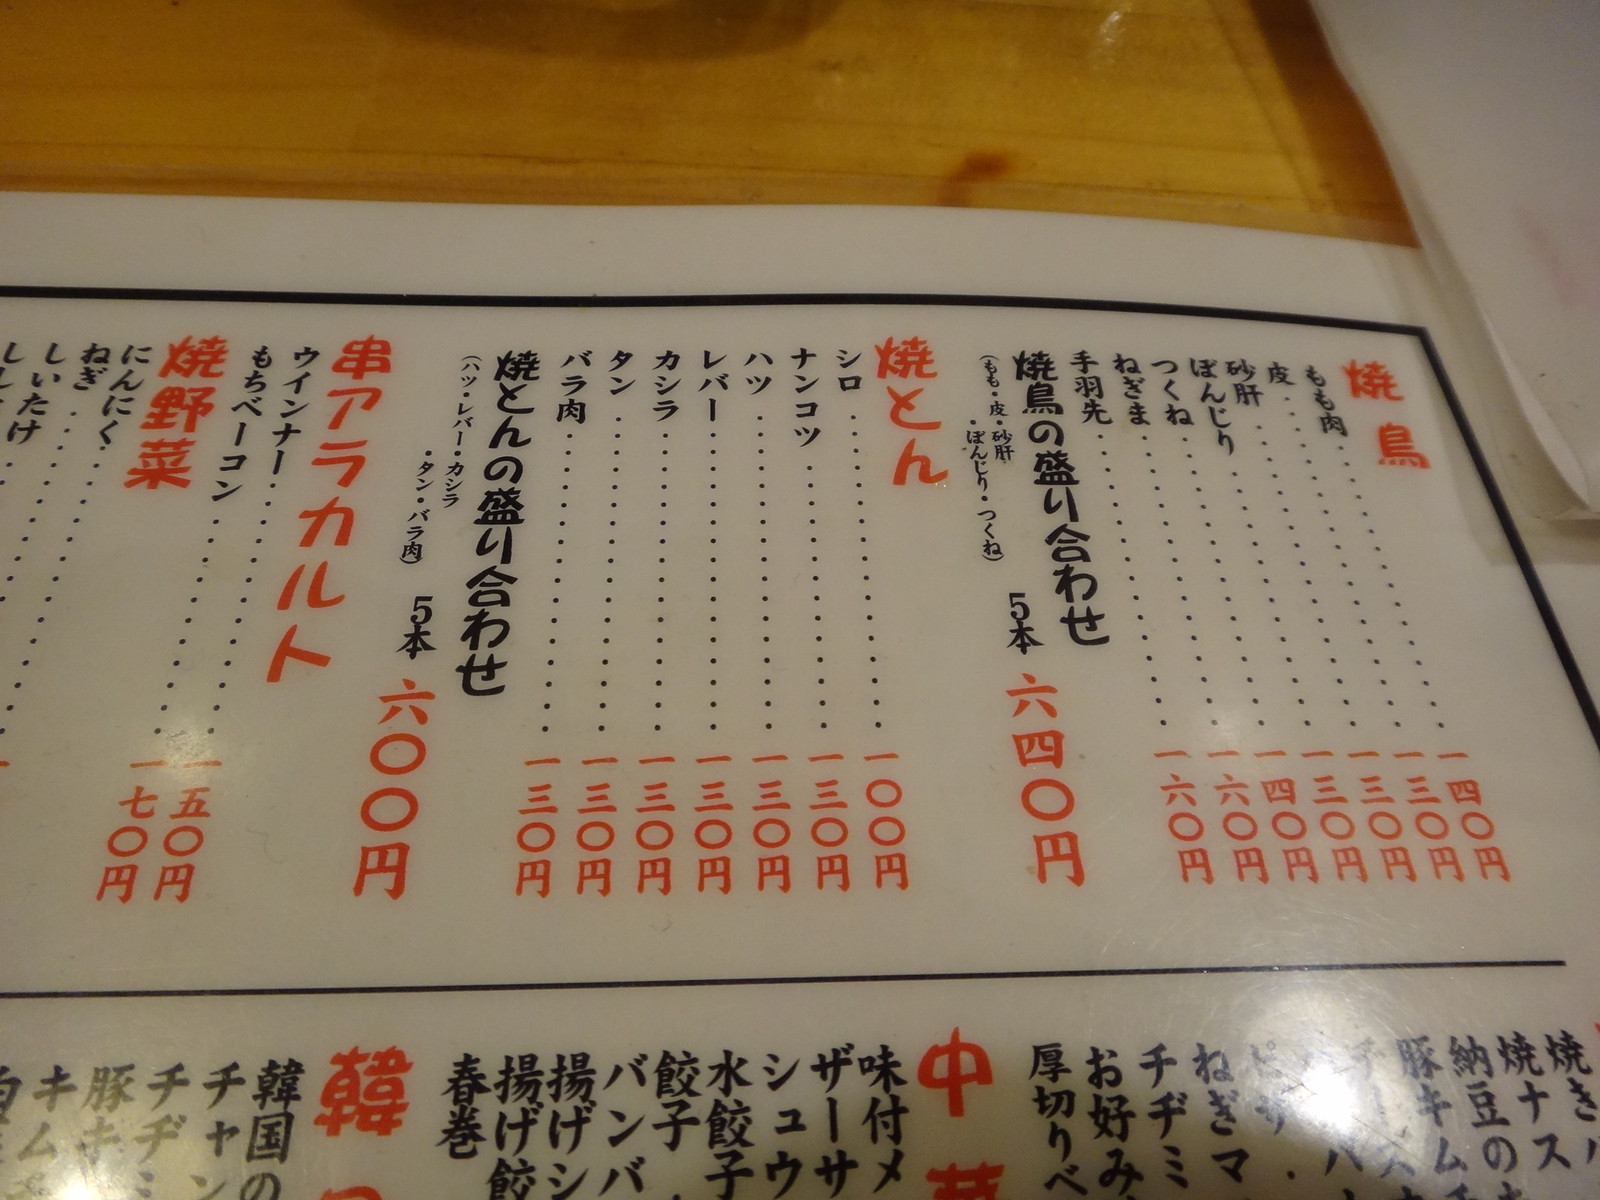 焼鳥
もも肉 一四〇円
皮 一三〇円
砂肝 一三〇円
ぼんじり 一三〇円
つくね 一四〇円
ねぎま 一六〇円
手羽先 一六〇円
焼鳥の盛り合わせ
(もも・皮・砂肝
・ぼんじり・つくね)
5本 六四〇円
焼とん
シロ 一〇〇円
ナンコツ 一三〇円
ハツ 一三〇円
レバー 一三〇円
カシラ 一三〇円
タン 一三〇円
バラ肉 一三〇円
焼とんの盛り合わせ
(ハツ・レバー・カシラ
・タン・バラ肉)
5本 六〇〇円
串アラカルト
ウインナー 一五〇円
もちベーコン 一七〇円
焼野菜
にんにく
ねぎ
しいたけ
焼き
焼ナス
納豆の
豚キム
ピザ
ねぎマ
チヂミ
お好み
厚切りベ
中華
味付メ
ザーサ
シュウ
水餃子
餃子
バンバ
揚げシ
揚げ餃
春巻
韓
韓国の
チャン
チヂミ
豚キ
キム